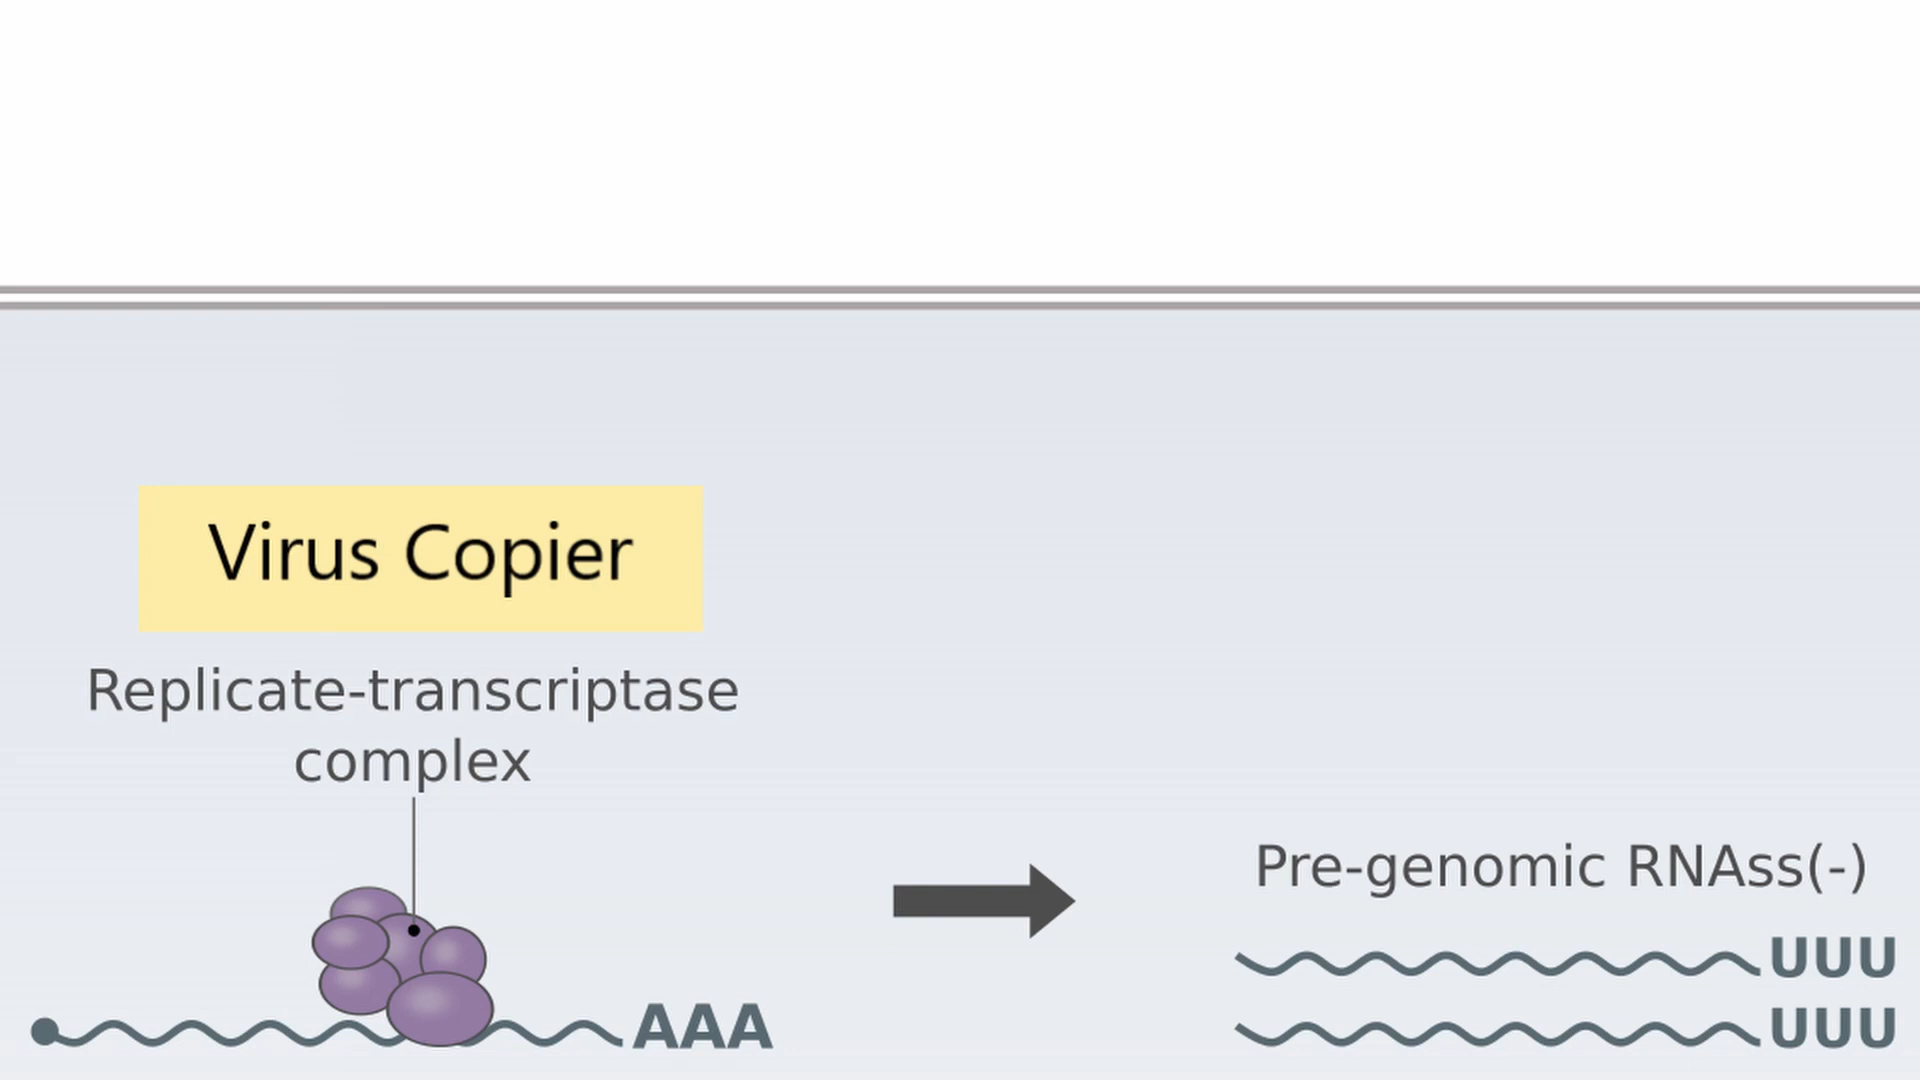 Virus Copier
Replicate-transcriptase
complex
Pre-genomic RNAss(-)
UUU
AAA
UUU